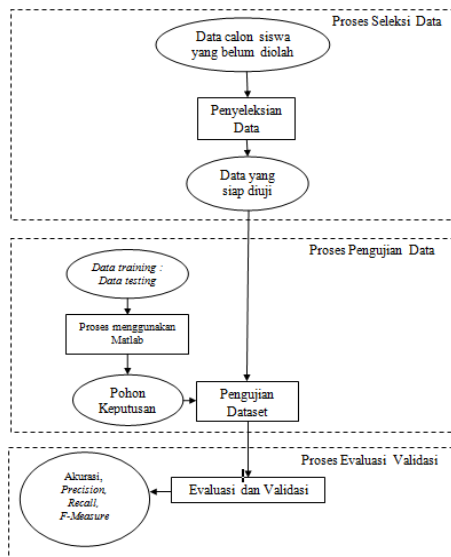 Proses Seleksi Data
Data calon siswa
yang belum diolah
Penyeleksian
Data
Data yang
siap diuji
Proses Pengujian Data
Data training :
Data testing
Proses menggunakan
Matlab
Pohon
Keputusan
Pengujian
Dataset
Proses Evaluasi Validasi
Evaluasi dan Validasi
Akurasi,
Precision,
Recall,
F-Measure